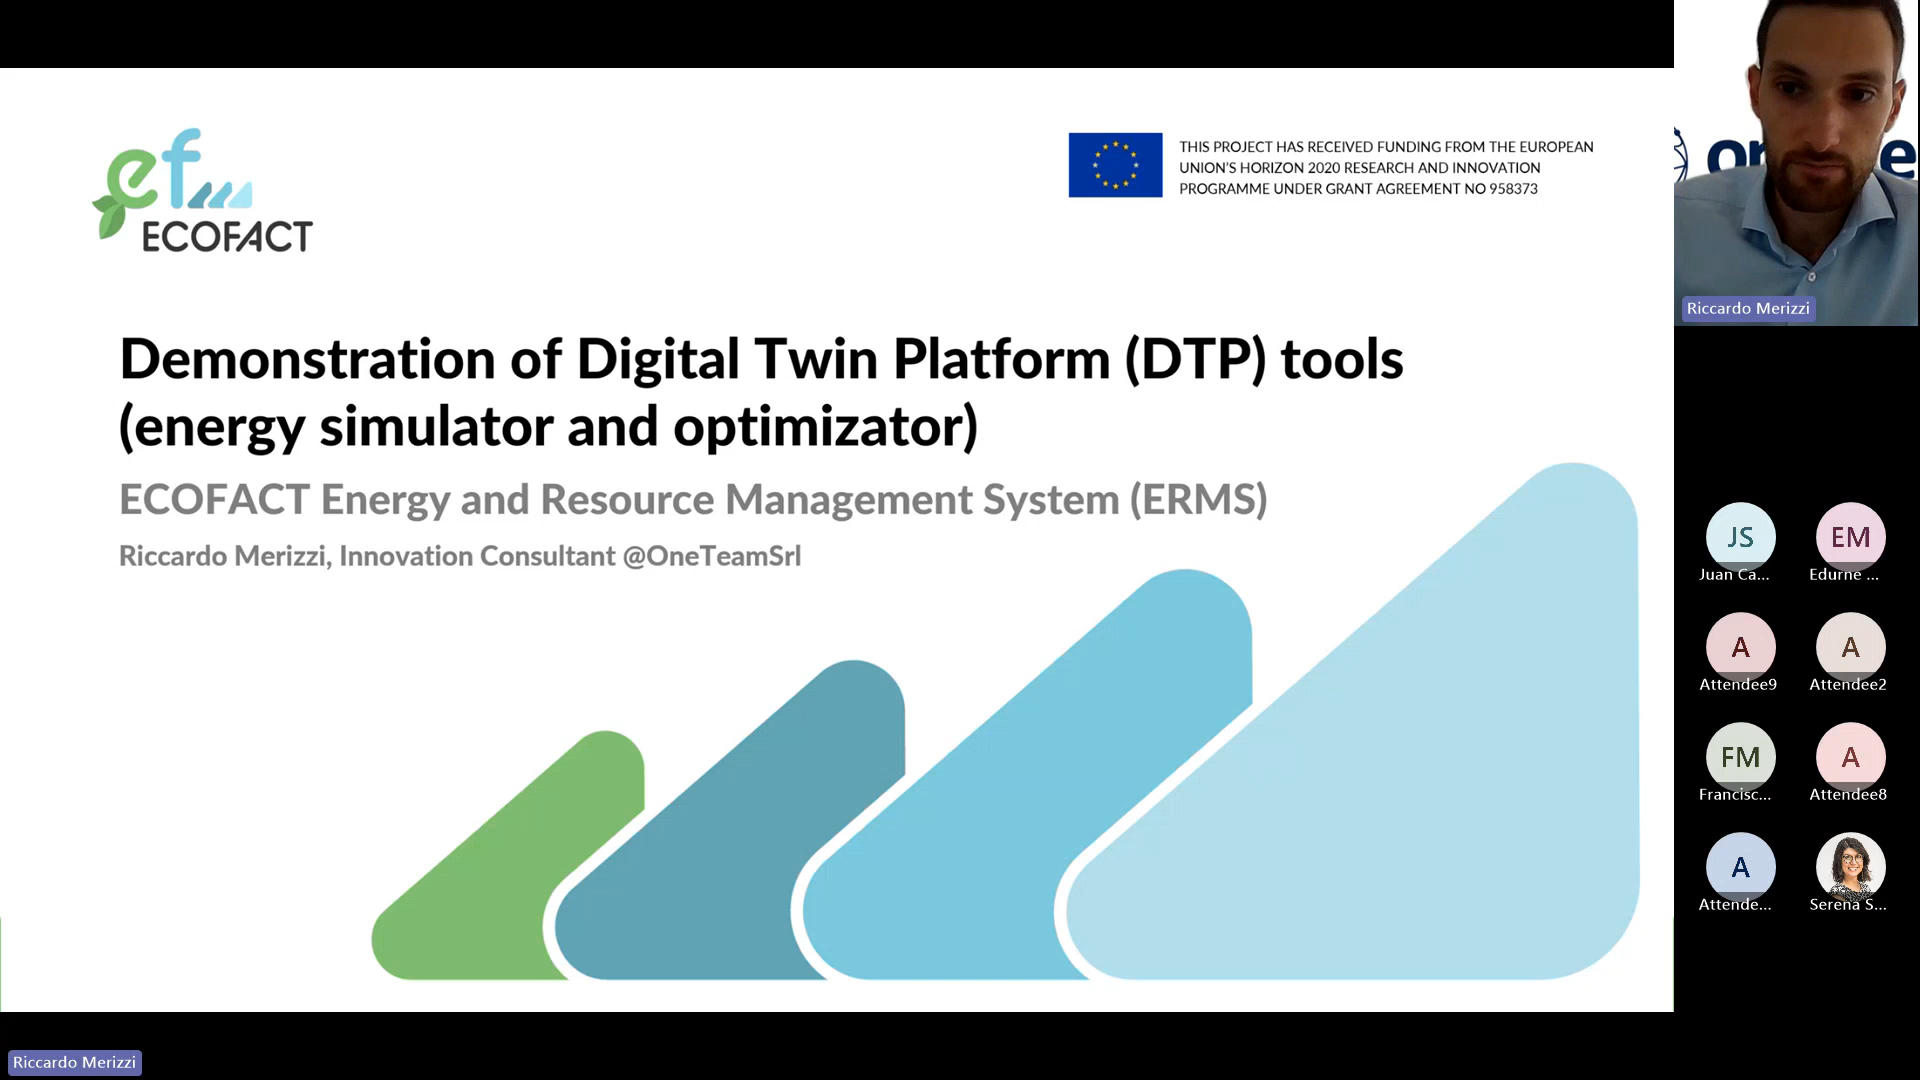 ef
ECOFACT
THIS PROJECT HAS RECEIVED FUNDING FROM THE EUROPEAN
UNION'S HORIZON 2020 RESEARCH AND INNOVATION
PROGRAMME UNDER GRANT AGREEMENT NO 958373
Demonstration of Digital Twin Platform (DTP) tools
(energy simulator and optimizator)
ECOFACT Energy and Resource Management System (ERMS)
Riccardo Merizzi, Innovation Consultant @OneTeamSrl
Riccardo Merizzi
JS
EM
Juan Ca...
Edurne ...
A
A
Attendee9
Attendee2
FM
A
Francisc...
Attendee8
A
Attende...
Serena S...
Riccardo Merizzi